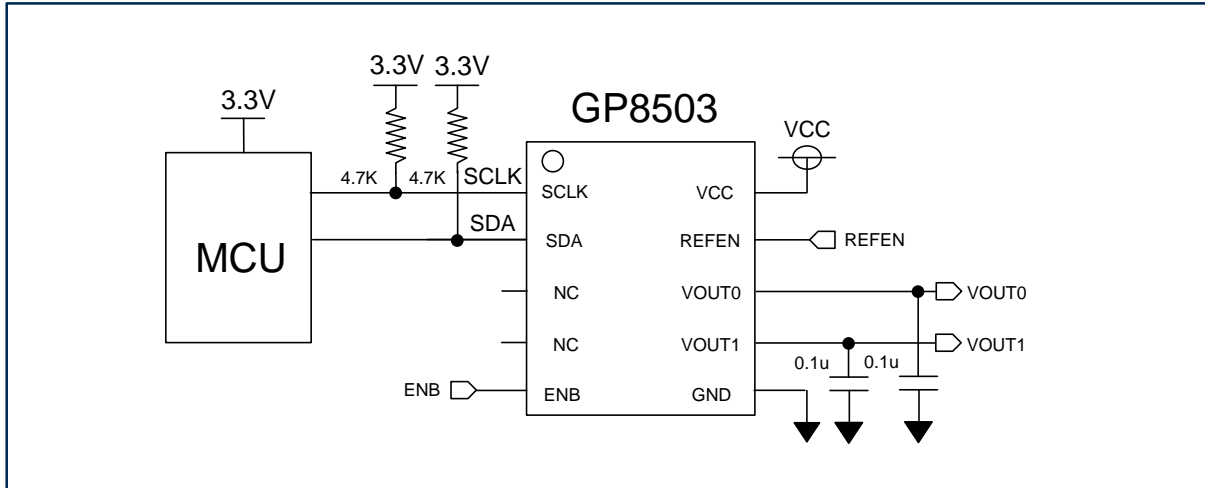 3.3V 3.3V
3.3V
GP8503
VCC
4.7K 4.7K SCLK
SCLK VCC
SDA
MCU
SDA REFEN REFEN
NC VOUT0 VOUT0
NC VOUT1 VOUT1
0.1u 0.1u
ENB ENB GND